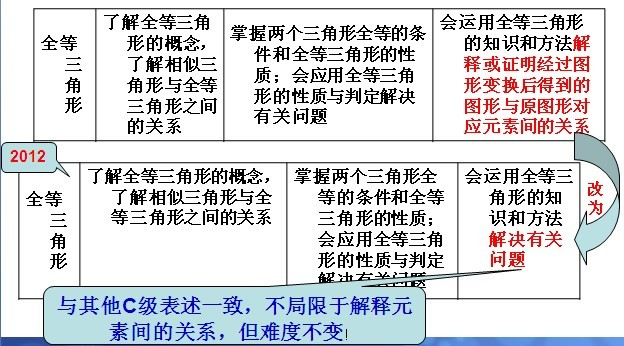 全等
三
角
形
了解全等三角
形的概念，
了解相似三
角形与全等
三角形之间
的关系
掌握两个三角形全等的条
件和全等三角形的性
质；会应用全等三角
形的性质与判定解决
有关问题
会运用全等三角形
的知识和方法解
释或证明经过图
形变换后得到的
图形与原图形对
应元素间的关系
2012
改
为
全等
三
角
形
了解全等三角形的概念，
了解相似三角形与全
等三角形之间的关系
掌握两个三角形全
等的条件和全等
三角形的性质；
会应用全等三角
形的性质与判定
解决有关问题
会运用全等三
角形的知
识和方法
解决有关
问题
与其他C级表述一致，不局限于解释元
素间的关系，但难度不变!